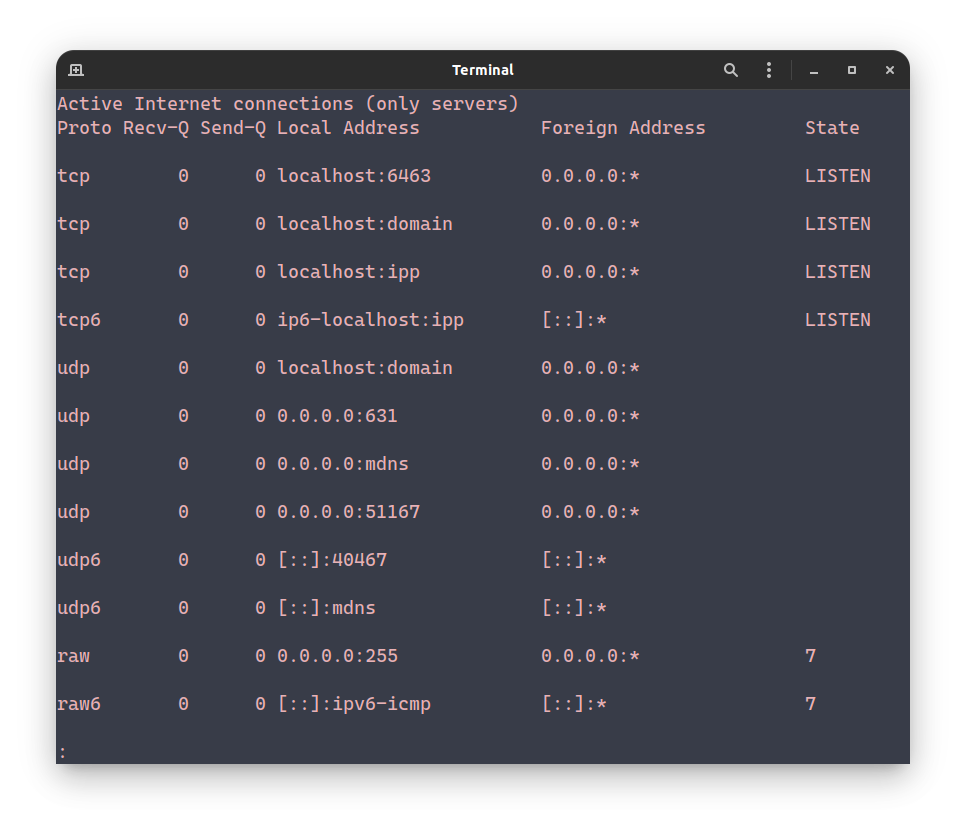 Terminal
Active Internet connections (only servers)
Proto Recv-Q Send-Q Local Address           Foreign Address         State
tcp        0      0 localhost:6463          0.0.0.0:*               LISTEN
tcp        0      0 localhost:domain        0.0.0.0:*               LISTEN
tcp        0      0 localhost:ipp           0.0.0.0:*               LISTEN
tcp6       0      0 ip6-localhost:ipp       [::]:*                  LISTEN
udp        0      0 localhost:domain        0.0.0.0:*
udp        0      0 0.0.0.0:631             0.0.0.0:*
udp        0      0 0.0.0.0:mdns            0.0.0.0:*
udp        0      0 0.0.0.0:51167           0.0.0.0:*
udp6       0      0 [::]:40467              [::]:*
udp6       0      0 [::]:mdns               [::]:*
raw        0      0 0.0.0.0:255             0.0.0.0:*               7
raw6       0      0 [::]:ipv6-icmp          [::]:*                  7
: